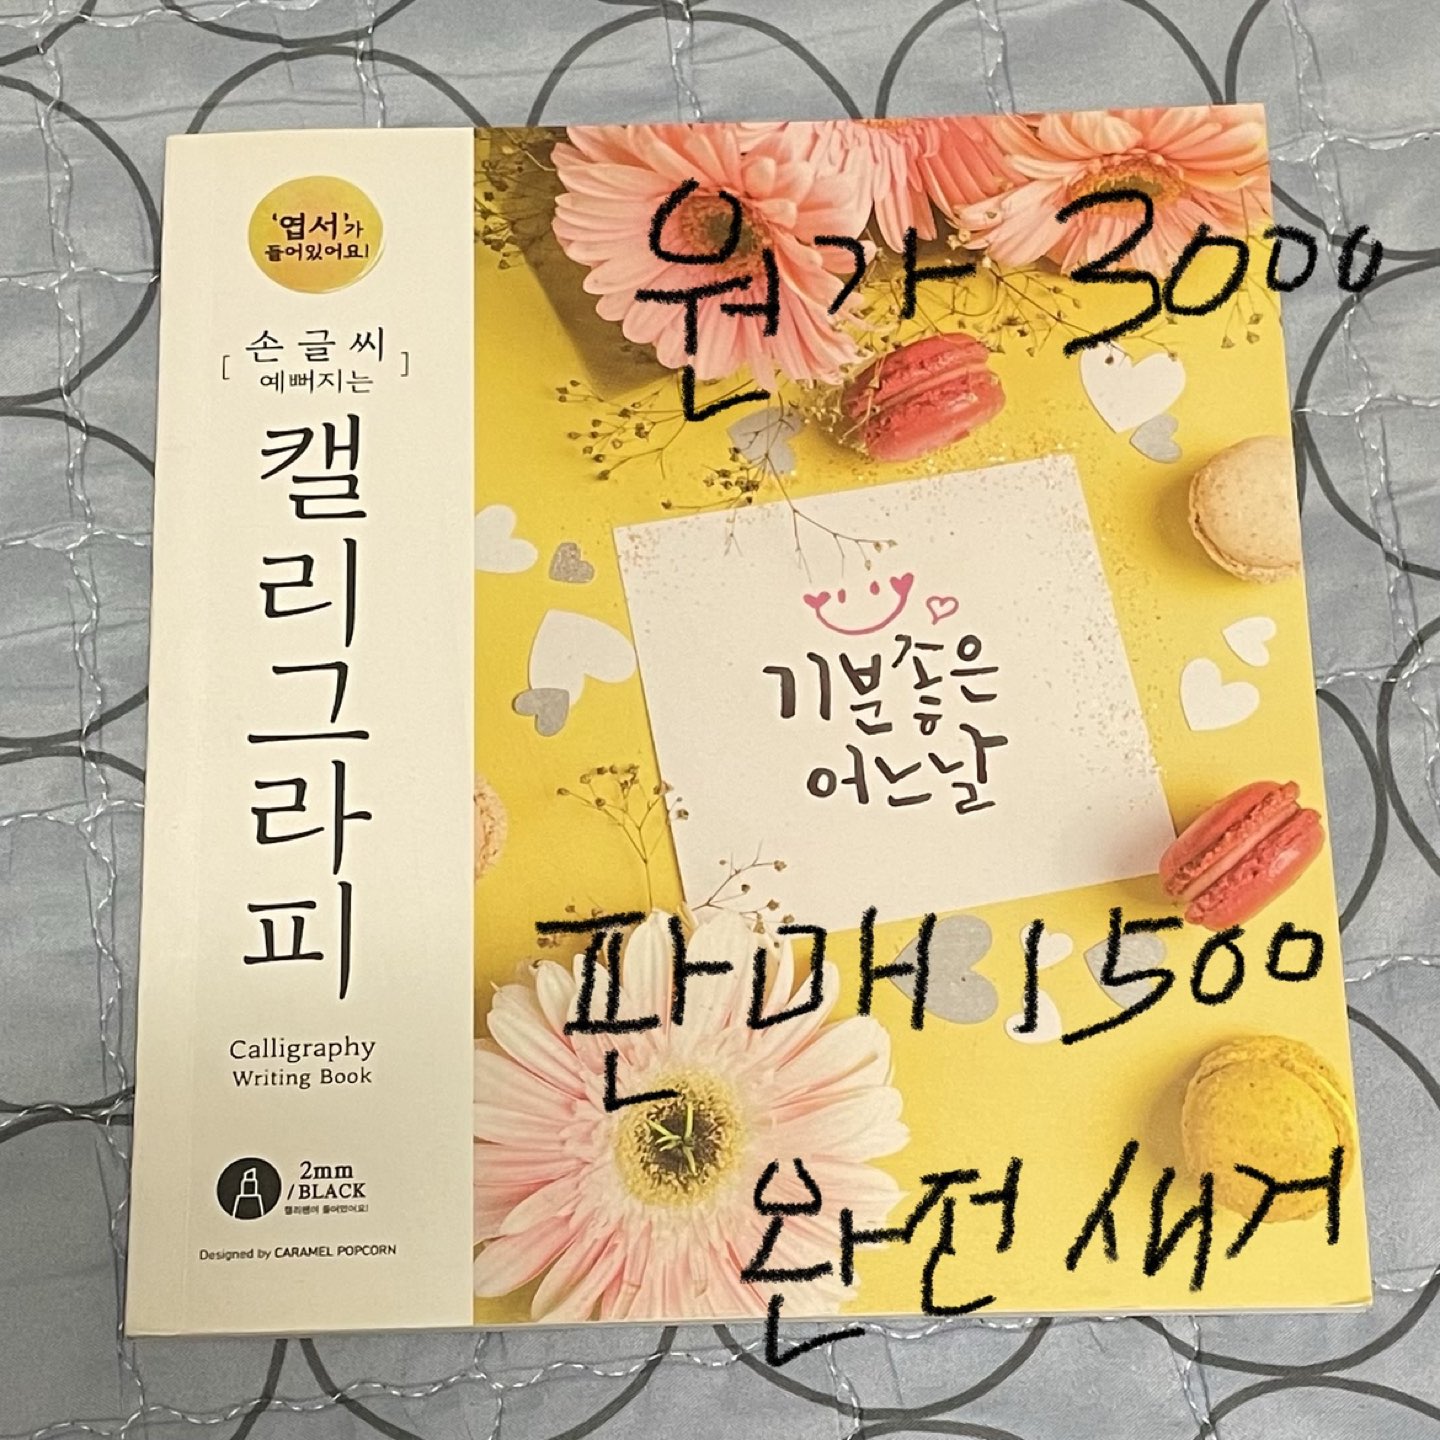 '엽서'가
들어있어요!
[ 손글씨
예뻐지는 ]
캘리그라피
Calligraphy
Writing Book
2mm
/BLACK
캘리펜이 들어있어요!
Designed by CARAMEL POPCORN
원가 3000
기분좋은
어느날
판매 1500
완전 새거